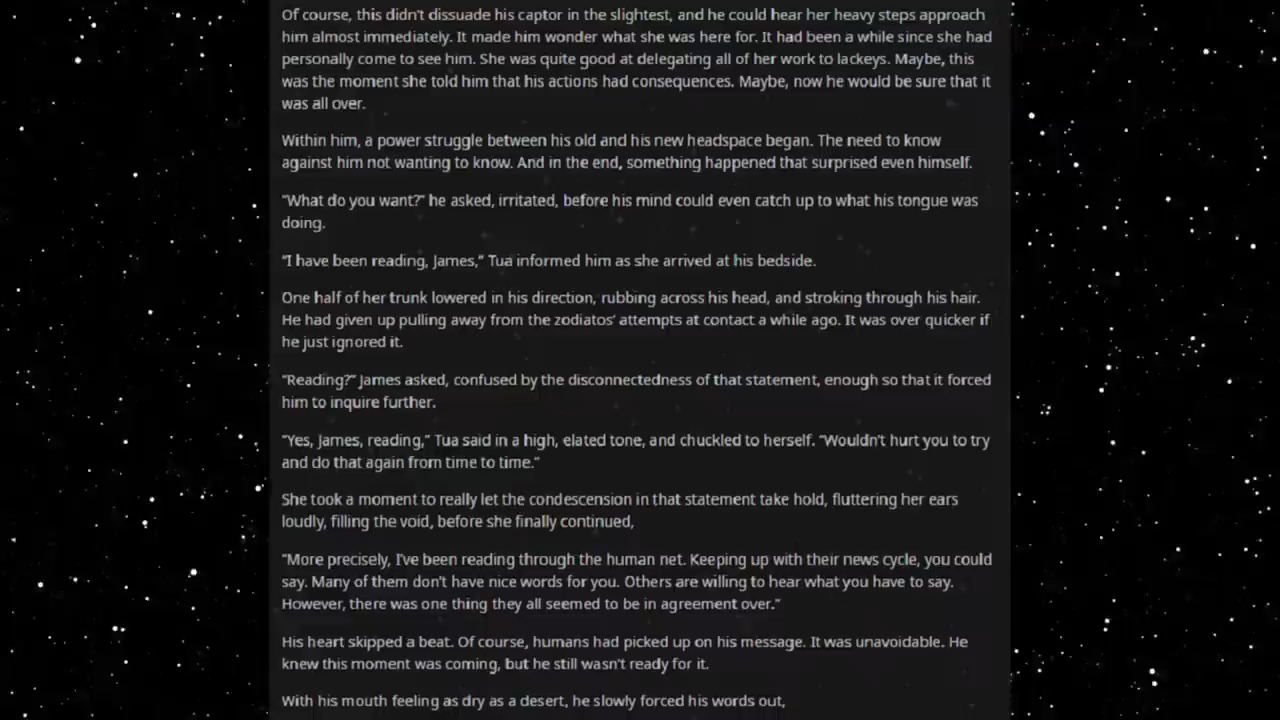 Of course, this didn't dissuade his captor in the slightest, and he could hear her heavy steps approach
him almost immediately. It made him wonder what she was here for. It had been a while since she had
personally come to see him. She was quite good at delegating all of her work to lackeys. Maybe, this
was the moment she told him that his actions had consequences. Maybe, now he would be sure that it
was all over.
Within him, a power struggle between his old and his new headspace began. The need to know
against him not wanting to know. And in the end, something happened that surprised even himself.
“What do you want?” he asked, irritated, before his mind could even catch up to what his tongue was
doing.
“I have been reading, James,” Tua informed him as she arrived at his bedside.
One half of her trunk lowered in his direction, rubbing across his head, and stroking through his hair.
He had given up pulling away from the zodiatos’ attempts at contact a while ago. It was over quicker if
he just ignored it.
“Reading?” James asked, confused by the disconnectedness of that statement, enough so that it forced
him to inquire further.
“Yes, James, reading,” Tua said in a high, elated tone, and chuckled to herself. “Wouldn’t hurt you to try
and do that again from time to time.”
She took a moment to really let the condescension in that statement take hold, fluttering her ears
loudly, filling the void, before she finally continued,
“More precisely, I’ve been reading through the human net. Keeping up with their news cycle, you could
say. Many of them don’t have nice words for you. Others are willing to hear what you have to say.
However, there was one thing they all seemed to be in agreement over.”
His heart skipped a beat. Of course, humans had picked up on his message. It was unavoidable. He
knew this moment was coming, but he still wasn’t ready for it.
With his mouth feeling as dry as a desert, he slowly forced his words out,